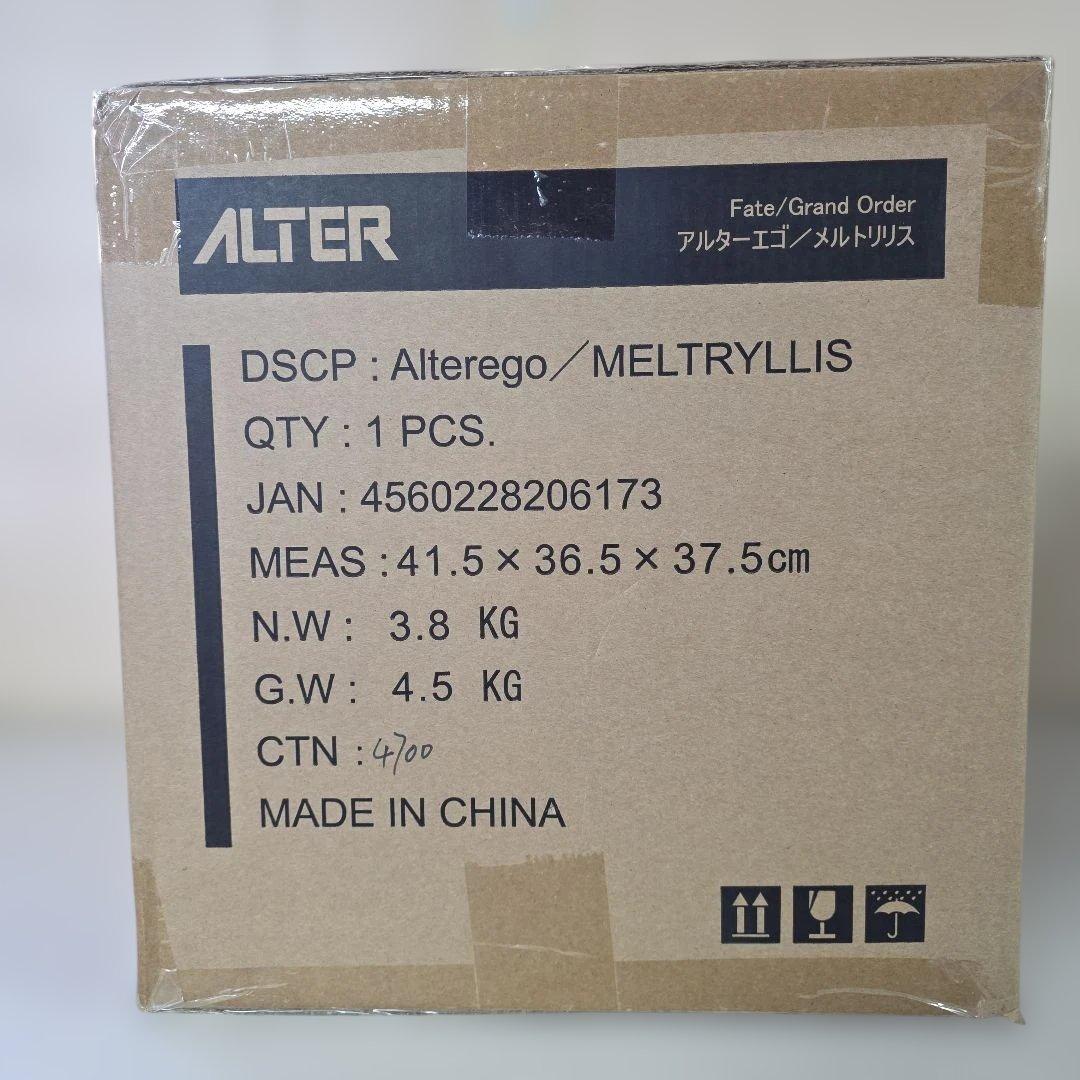 ALTER
Fate/Grand Order
アルターエゴ／メルトリリス
DSCP : Alterego／MELTRYLLIS
QTY : 1 PCS.
JAN : 4560228206173
MEAS : 41.5 × 36.5 × 37.5cm
N.W : 3.8 KG
G.W : 4.5 KG
CTN : 4700
MADE IN CHINA